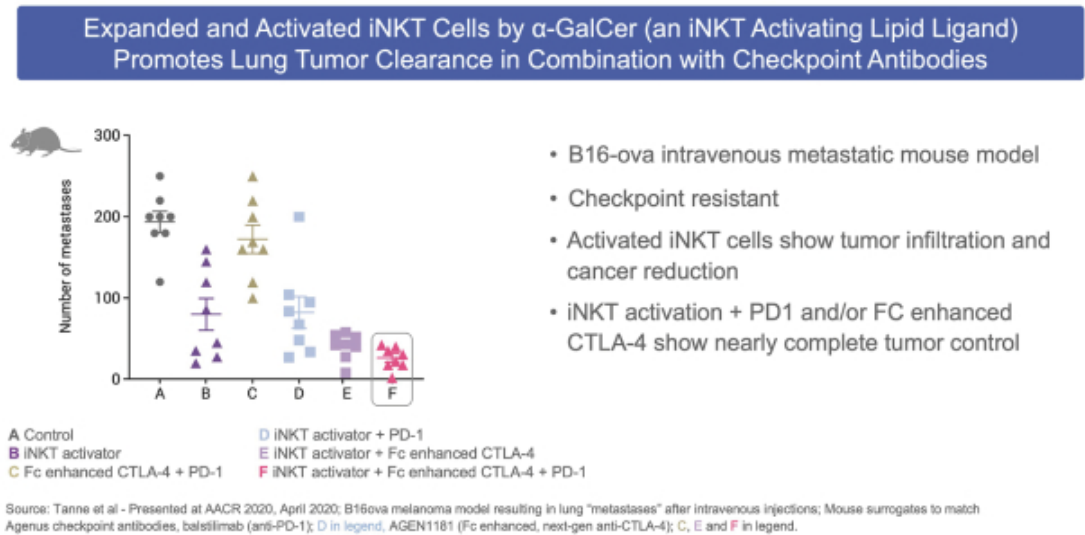 Expanded and Activated iNKT Cells by α-GalCer (an iNKT Activating Lipid Ligand)
Promotes Lung Tumor Clearance in Combination with Checkpoint Antibodies
300
200
100
0
Number of metastases
A B C D E F
• B16-ova intravenous metastatic mouse model
• Checkpoint resistant
• Activated iNKT cells show tumor infiltration and
cancer reduction
• iNKT activation + PD1 and/or FC enhanced
CTLA-4 show nearly complete tumor control
A Control
B iNKT activator
C Fc enhanced CTLA-4 + PD-1
D iNKT activator + PD-1
E iNKT activator + Fc enhanced CTLA-4
F iNKT activator + Fc enhanced CTLA-4 + PD-1
Source: Tanne et al - Presented at AACR 2020, April 2020; B16ova melanoma model resulting in lung “metastases” after intravenous injections; Mouse surrogates to match
Agenus checkpoint antibodies, balstilimab (anti-PD-1); D in legend, AGEN1181 (Fc enhanced, next-gen anti-CTLA-4); C, E and F in legend.